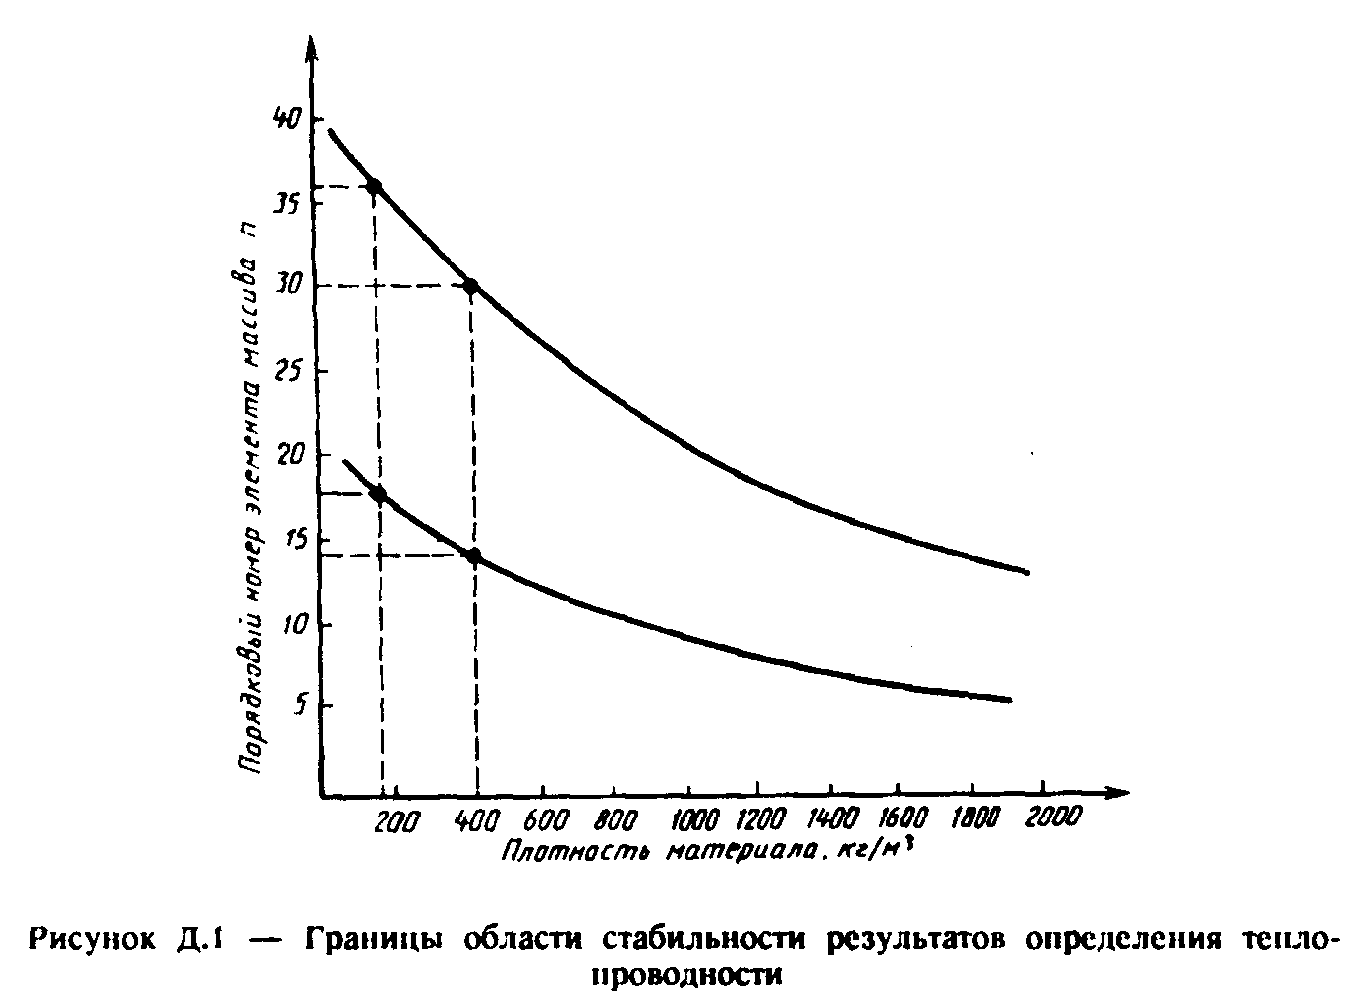 40
35
30
25
20
15
10
5
Порядковый номер элемента массива п
200 400 600 800 1000 1200 1400 1600 1800 2000
Плотность материала, кг/м³
Рисунок Д.1 — Границы области стабильности результатов определения тепло-
проводности